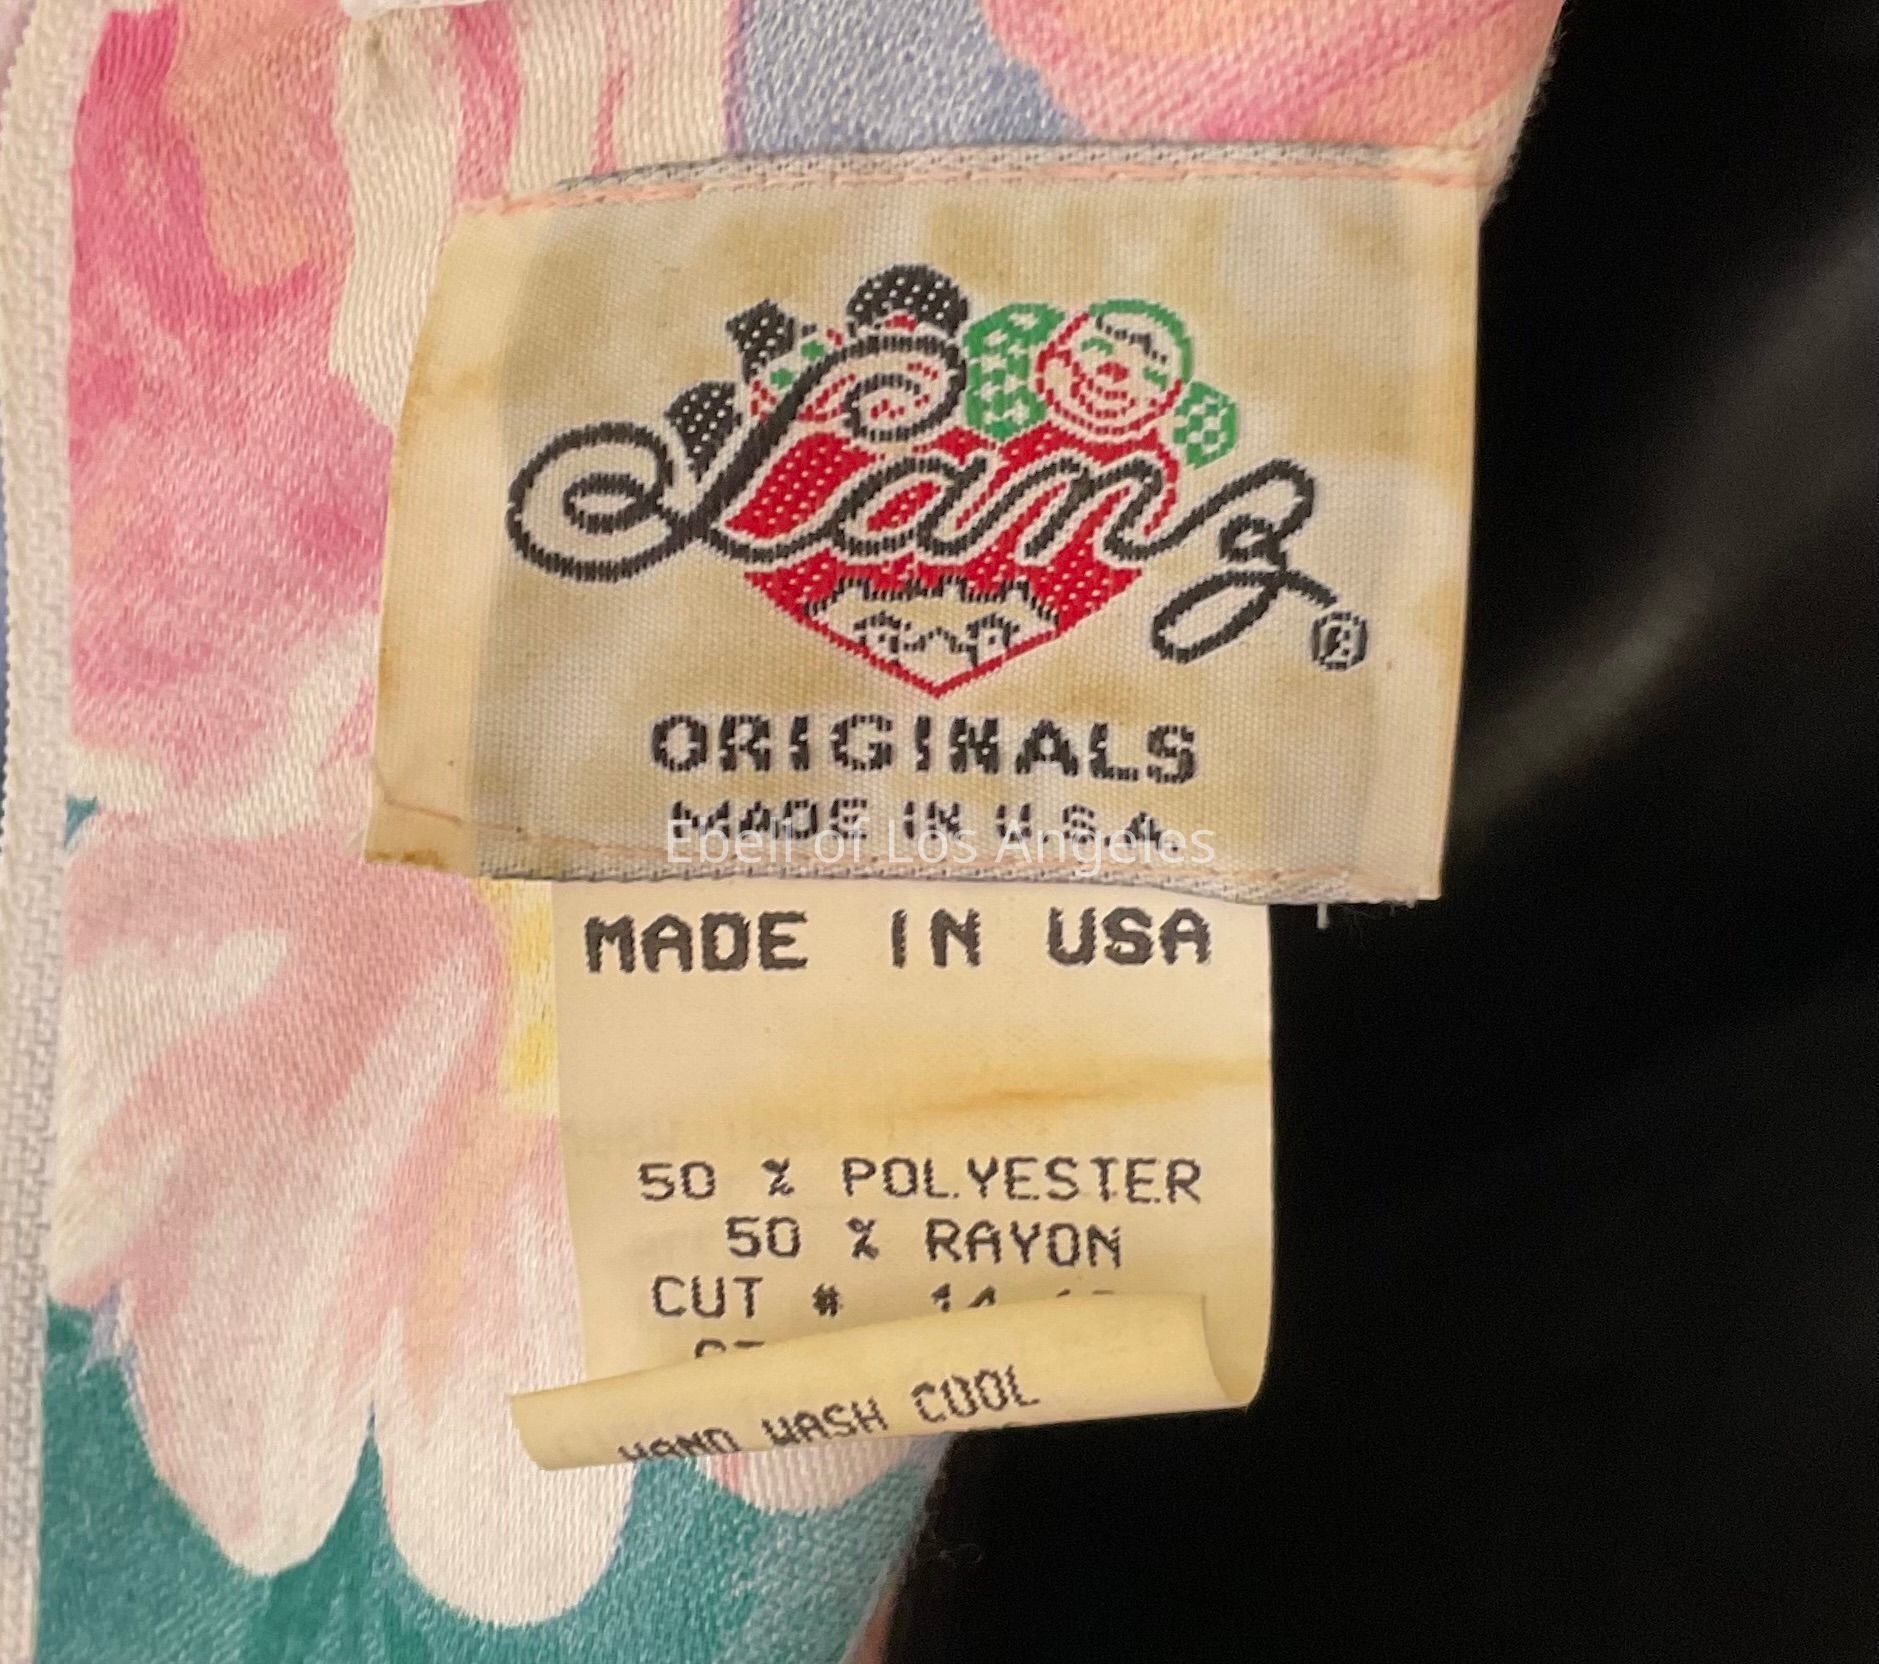 Lanz®
ORIGINALS
MADE IN U.S.A.
Ebell of Los Angeles
MADE IN USA
50 % POLYESTER
50 % RAYON
CUT #
HAND WASH COOL